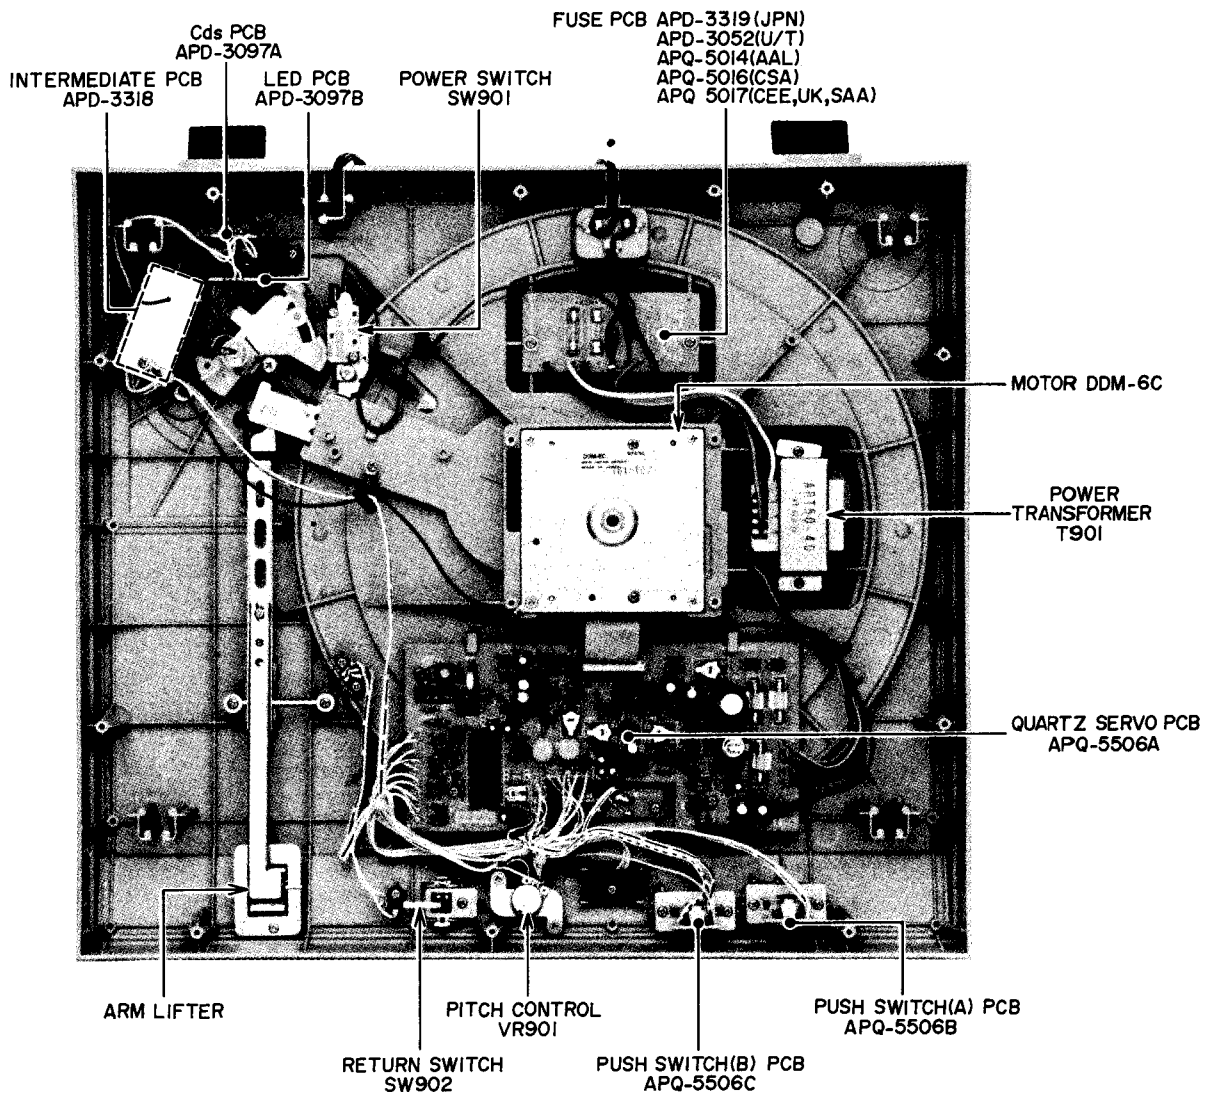 FUSE PCB APD-3319(JPN)
APD-3052(U/T)
APQ-5014(AAL)
APQ-5016(CSA)
APQ 5017(CEE,UK,SAA)
Cds PCB
APD-3097A
INTERMEDIATE PCB
APD-3318
LED PCB
APD-3097B
POWER SWITCH
SW901
MOTOR DDM-6C
POWER
TRANSFORMER
T901
QUARTZ SERVO PCB
APQ-5506A
ARM LIFTER
PITCH CONTROL
VR901
PUSH SWITCH(A) PCB
APQ-5506B
RETURN SWITCH
SW902
PUSH SWITCH(B) PCB
APQ-5506C